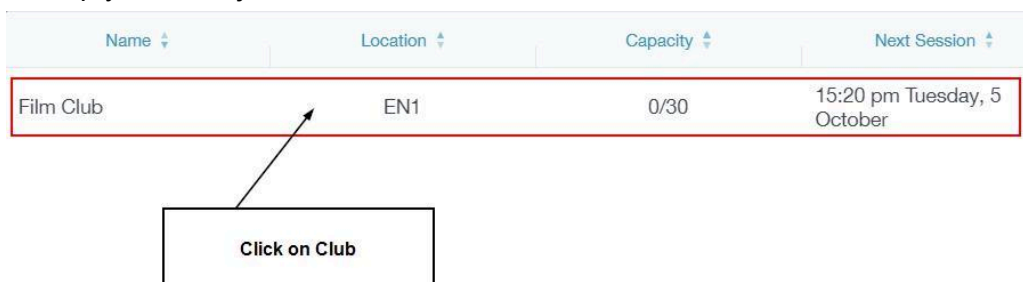 Name Location Capacity Next Session
Film Club EN1 0/30 15:20 pm Tuesday, 5
October
Click on Club